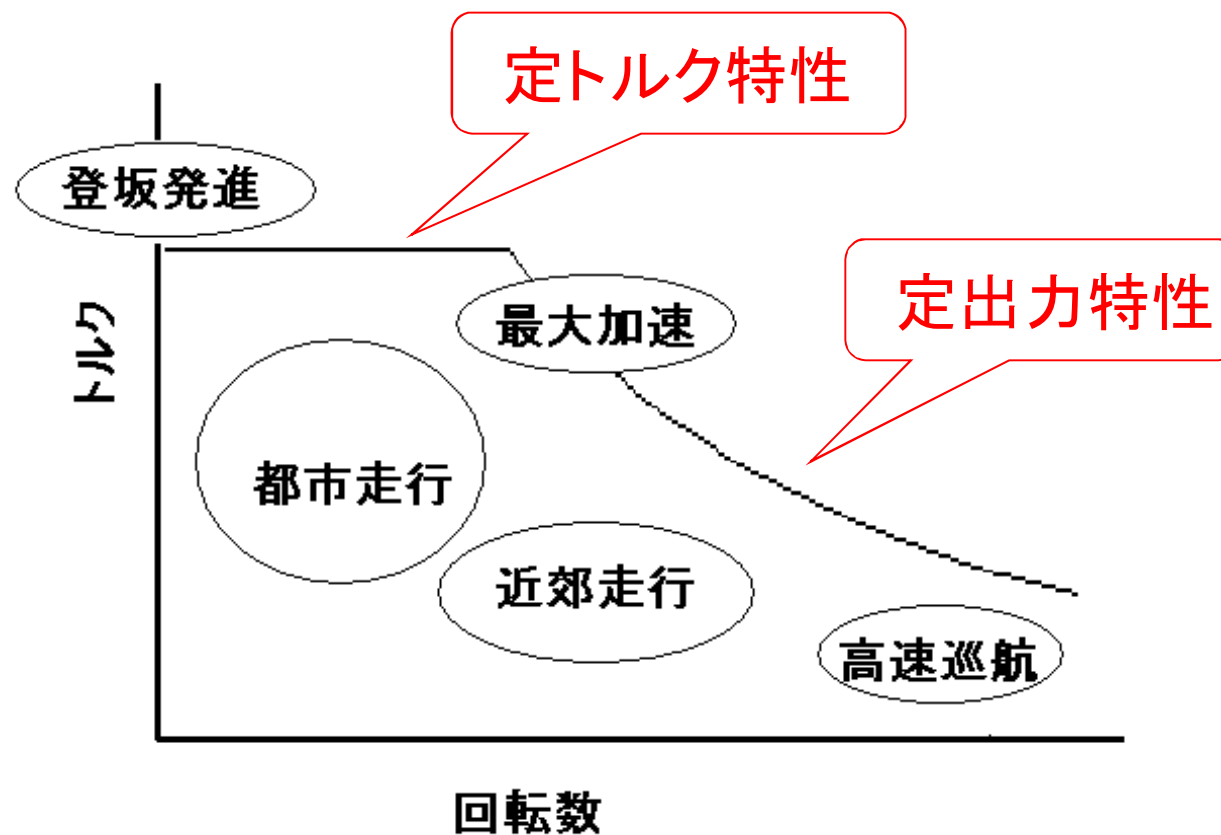 定トルク特性
登坂発進
定出力特性
最大加速
トルク
都市走行
近郊走行
高速巡航
回転数